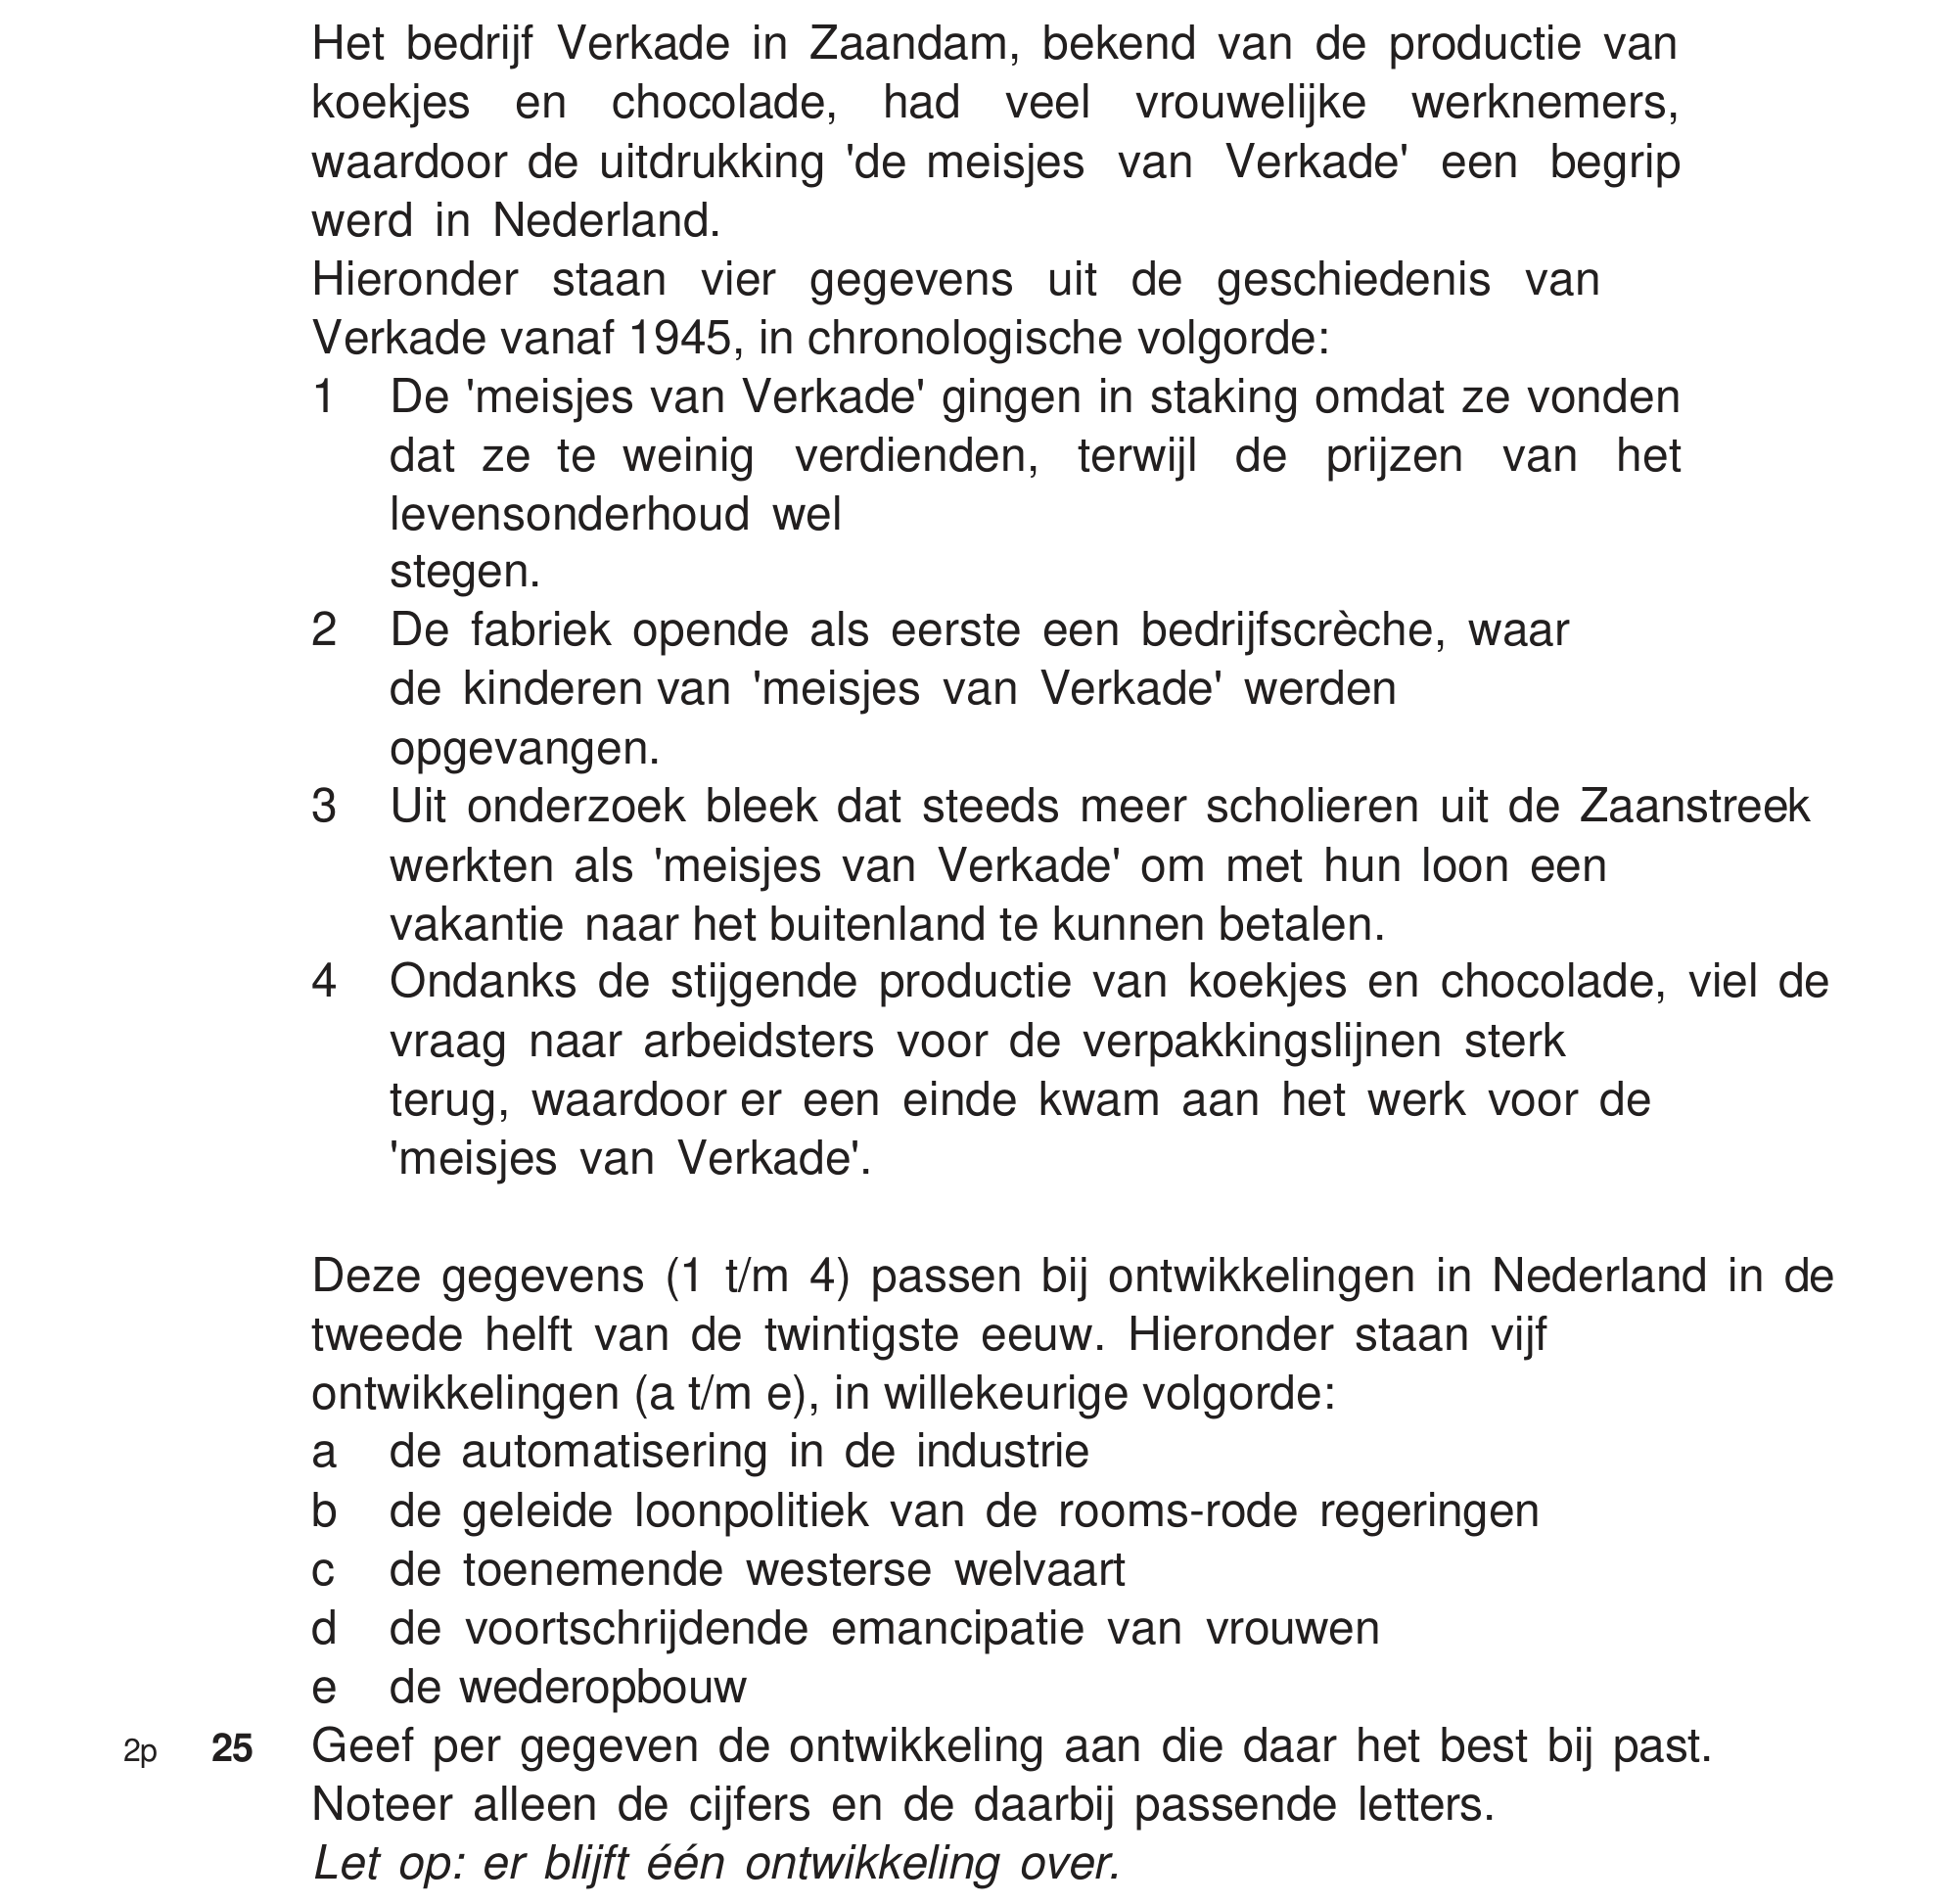 Het bedrijf Verkade in Zaandam, bekend van de productie van
koekjes en chocolade, had veel vrouwelijke werknemers,
waardoor de uitdrukking 'de meisjes van Verkade' een begrip
werd in Nederland.
Hieronder staan vier gegevens uit de geschiedenis van
Verkade vanaf 1945, in chronologische volgorde:
1 De 'meisjes van Verkade' gingen in staking omdat ze vonden
dat ze te weinig verdienden, terwijl de prijzen van het
levensonderhoud wel
stegen.
2 De fabriek opende als eerste een bedrijfscrèche, waar
de kinderen van 'meisjes van Verkade' werden
opgevangen.
3 Uit onderzoek bleek dat steeds meer scholieren uit de Zaanstreek
werkten als 'meisjes van Verkade' om met hun loon een
vakantie naar het buitenland te kunnen betalen.
4 Ondanks de stijgende productie van koekjes en chocolade, viel de
vraag naar arbeidsters voor de verpakkingslijnen sterk
terug, waardoor er een einde kwam aan het werk voor de
'meisjes van Verkade'.
Deze gegevens (1 t/m 4) passen bij ontwikkelingen in Nederland in de
tweede helft van de twintigste eeuw. Hieronder staan vijf
ontwikkelingen (a t/m e), in willekeurige volgorde:
a de automatisering in de industrie
b de geleide loonpolitiek van de rooms-rode regeringen
c de toenemende westerse welvaart
d de voortschrijdende emancipatie van vrouwen
e de wederopbouw
2p 25 Geef per gegeven de ontwikkeling aan die daar het best bij past.
Noteer alleen de cijfers en de daarbij passende letters.
Let op: er blijft één ontwikkeling over.